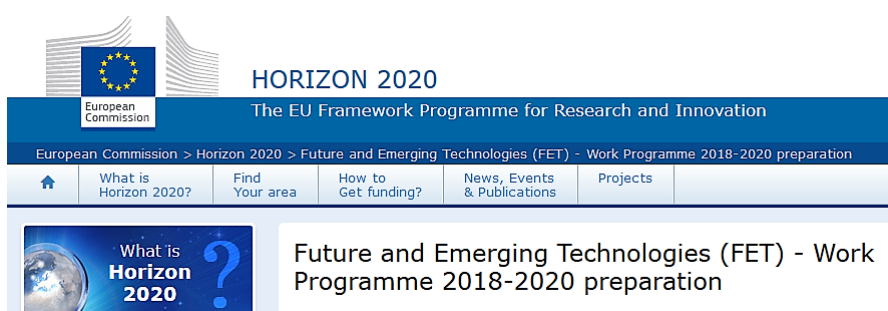 HORIZON 2020
European
Commission
The EU Framework Programme for Research and Innovation
European Commission > Horizon 2020 > Future and Emerging Technologies (FET) - Work Programme 2018-2020 preparation
What is
Horizon 2020?
Find
Your area
How to
Get funding?
News, Events
& Publications
Projects
What is
Horizon
2020
?
Future and Emerging Technologies (FET) - Work
Programme 2018-2020 preparation